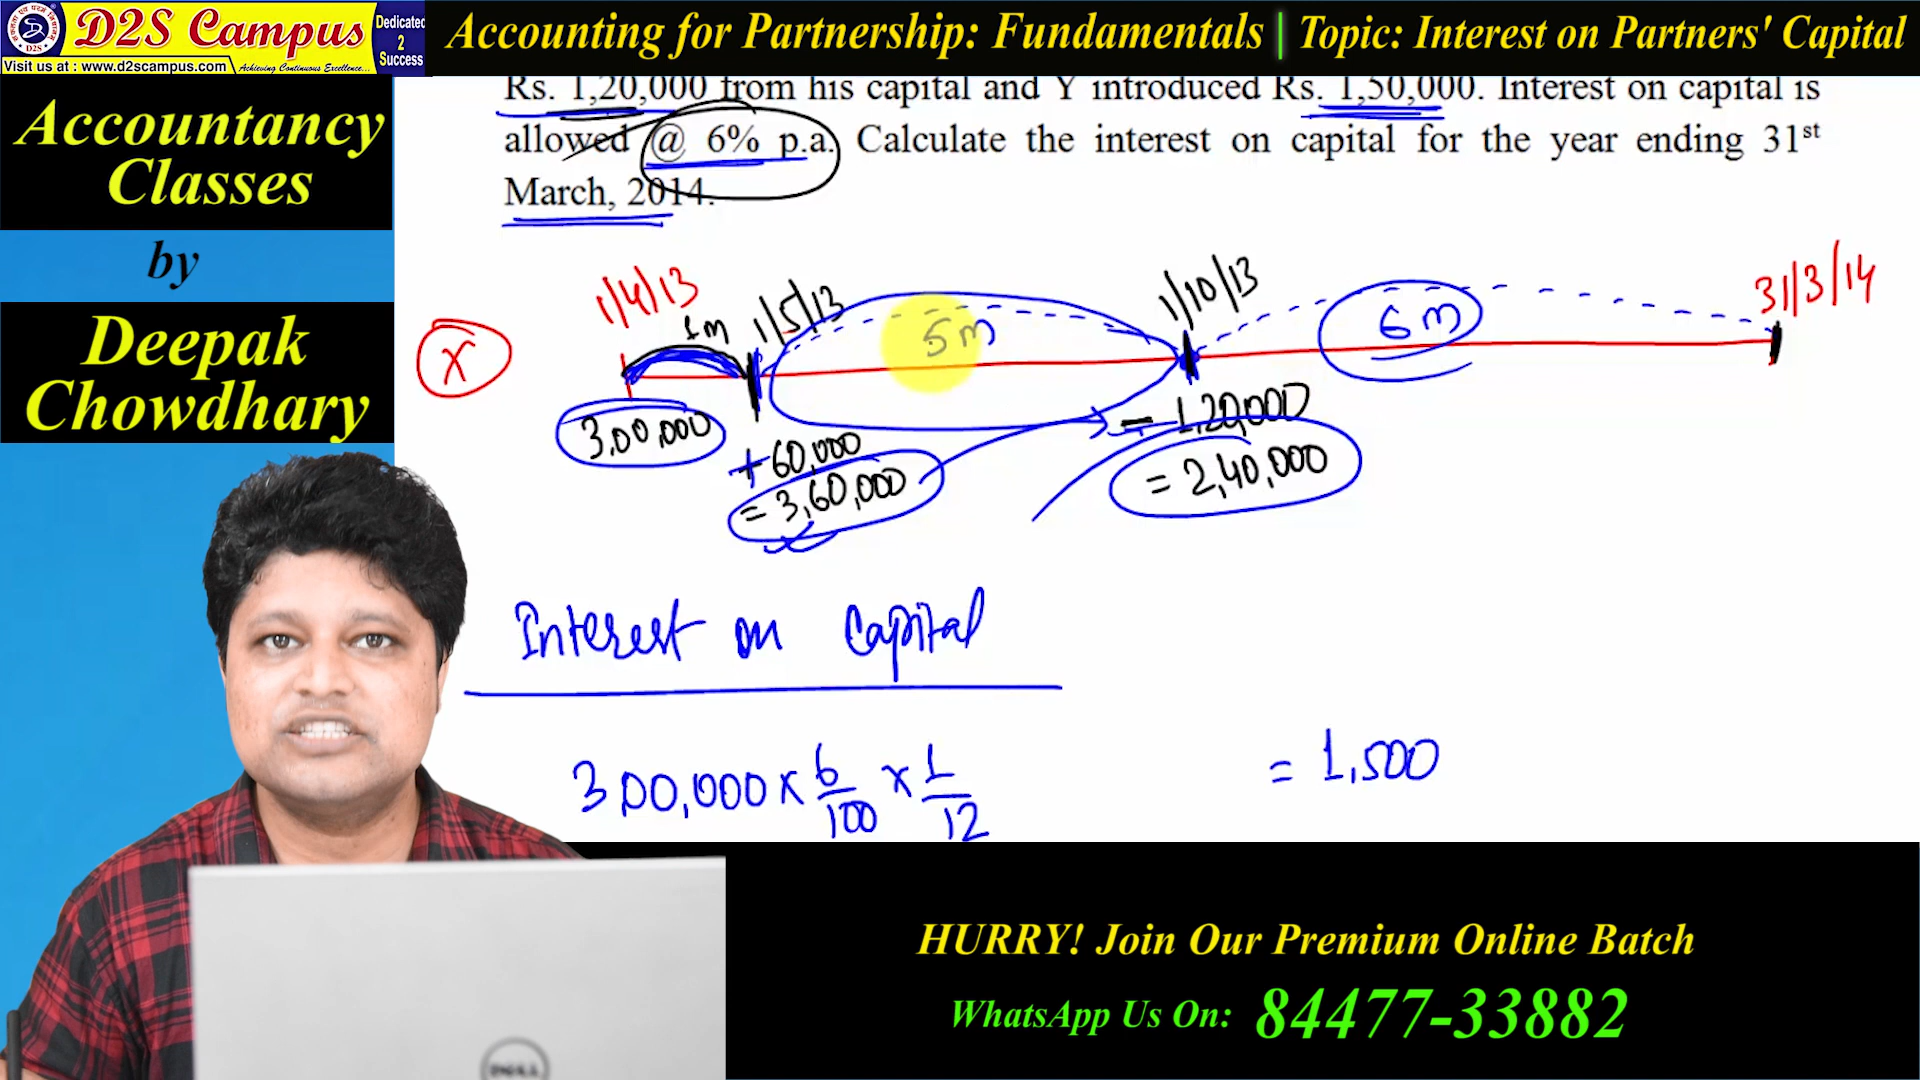 D2S Campus
Dedicated
2
Success
Visit us at : www.d2scampus.com
Achieving Continuous Excellence...
D2S
Accounting for Partnership: Fundamentals | Topic: Interest on Partners' Capital
Accountancy
Classes
by
Deepak
Chowdhary
Rs. 1,20,000 from his capital and Y introduced Rs. 1,50,000. Interest on capital is
allowed @ 6% p.a. Calculate the interest on capital for the year ending 31st
March, 2014.
1/4/13 1m 1/5/13 5m 1/10/13 6m 31/3/14
X
3,00,000 + 60,000 - 1,20,000
= 3,60,000 = 2,40,000
Interest on Capital
3,00,000 x 6/100 x 1/12 = 1,500
HURRY! Join Our Premium Online Batch
WhatsApp Us On: 84477-33882
DELL